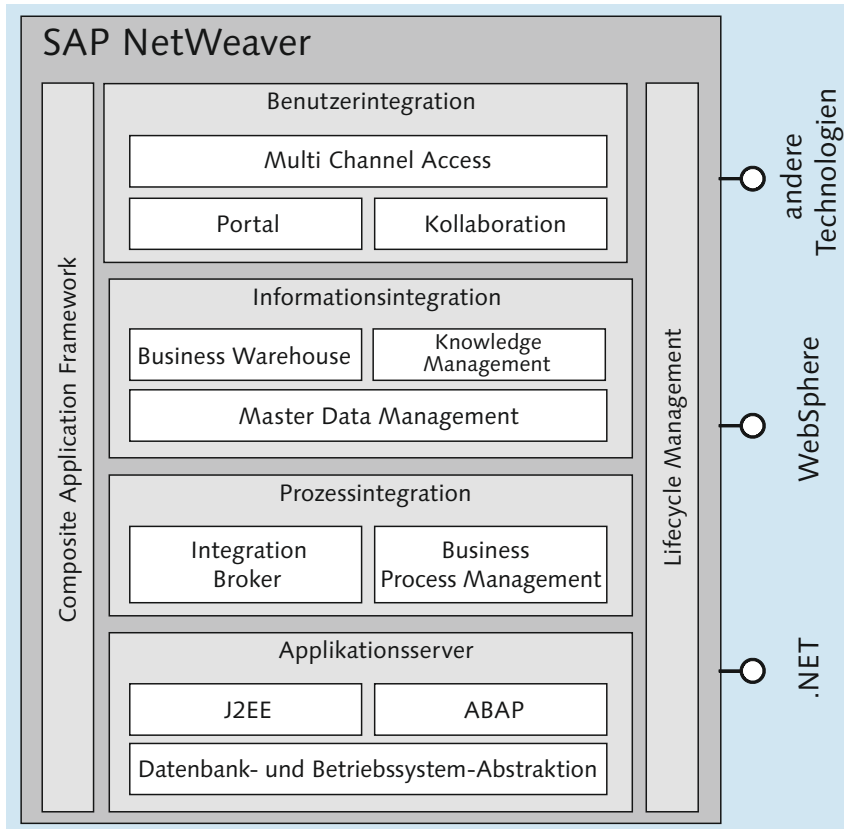 SAP NetWeaver
Composite Application Framework
Benutzerintegration
Multi Channel Access
Portal
Kollaboration
Informationsintegration
Business Warehouse
Knowledge
Management
Master Data Management
Prozessintegration
Integration
Broker
Business
Process Management
Applikationsserver
J2EE
ABAP
Datenbank- und Betriebssystem-Abstraktion
Lifecycle Management
andere
Technologien
WebSphere
.NET